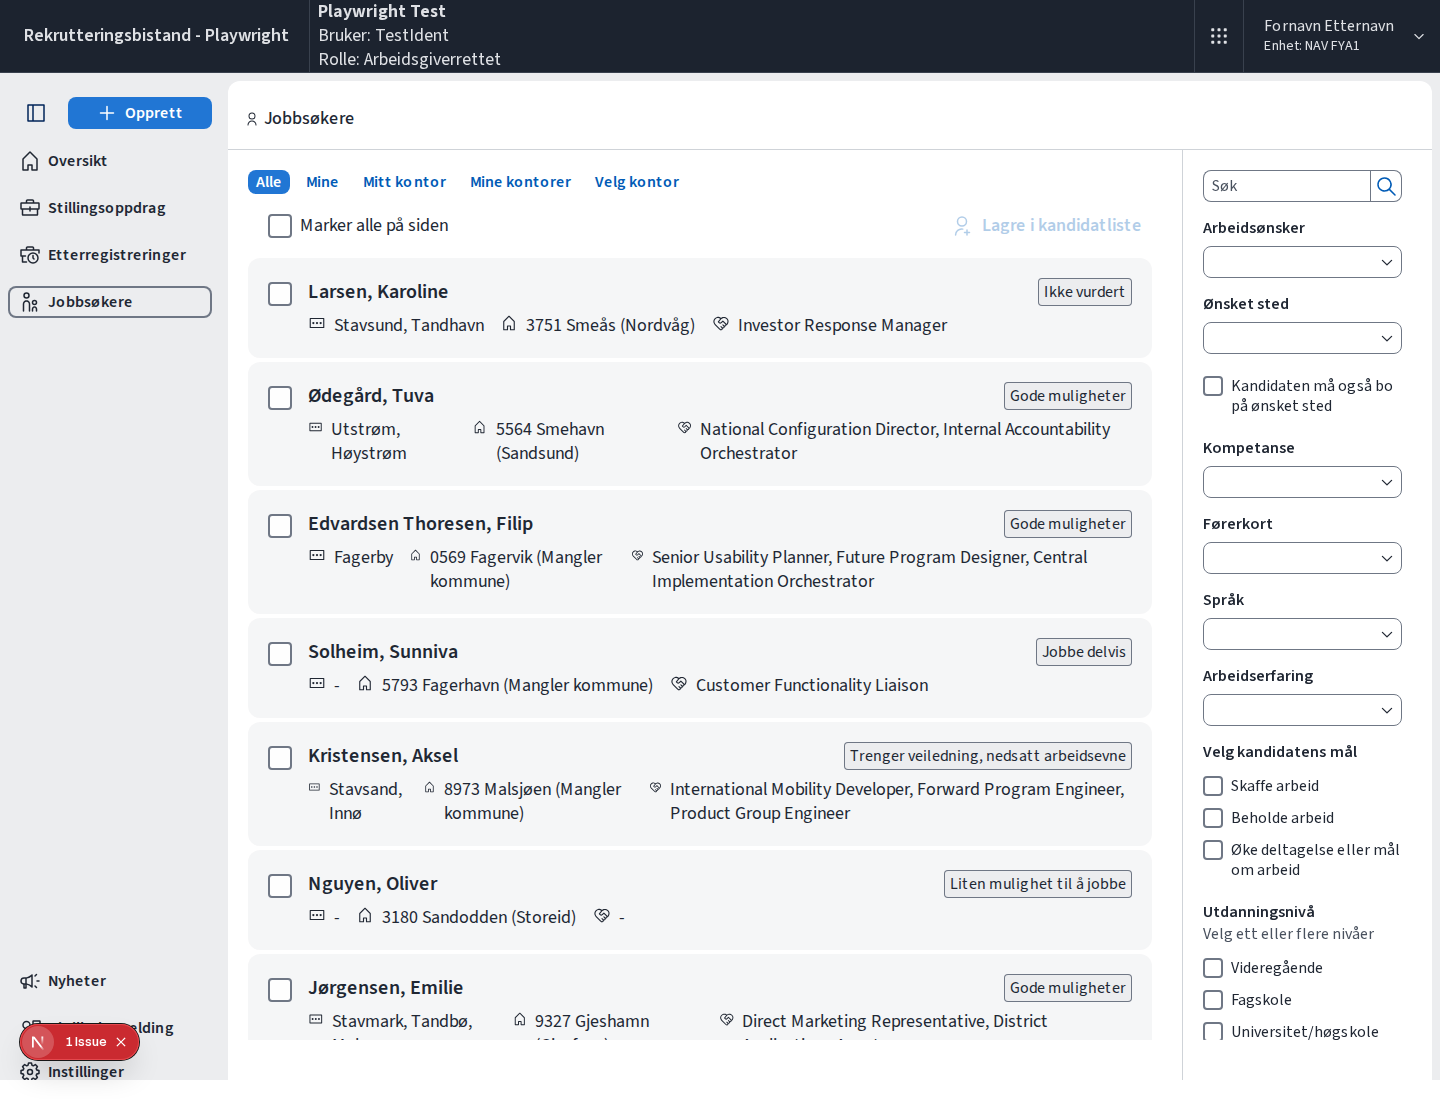 Rekrutteringsbistand - Playwright
Playwright Test
Bruker: TestIdent
Rolle: Arbeidsgiverrettet
Fornavn Etternavn
Enhet: NAV FYA1
Opprett
Oversikt
Stillingsoppdrag
Etterregistreringer
Jobbsøkere
Nyheter
elding
1 Issue
Instillinger
Jobbsøkere
Alle
Mine
Mitt kontor
Mine kontorer
Velg kontor
Marker alle på siden
Lagre i kandidatliste
Larsen, Karoline
Ikke vurdert
Stavsund, Tandhavn
3751 Smeås (Nordvåg)
Investor Response Manager
Ødegård, Tuva
Gode muligheter
Utstrøm,
Høystrøm
5564 Smehavn
(Sandsund)
National Configuration Director, Internal Accountability
Orchestrator
Edvardsen Thoresen, Filip
Gode muligheter
Fagerby
0569 Fagervik (Mangler
kommune)
Senior Usability Planner, Future Program Designer, Central
Implementation Orchestrator
Solheim, Sunniva
Jobbe delvis
-
5793 Fagerhavn (Mangler kommune)
Customer Functionality Liaison
Kristensen, Aksel
Trenger veiledning, nedsatt arbeidsevne
Stavsand,
Innø
8973 Malsjøen (Mangler
kommune)
International Mobility Developer, Forward Program Engineer,
Product Group Engineer
Nguyen, Oliver
Liten mulighet til å jobbe
-
3180 Sandodden (Storeid)
-
Jørgensen, Emilie
Gode muligheter
Stavmark, Tandbø,
9327 Gjeshamn
Direct Marketing Representative, District
Søk
Arbeidsønsker
Ønsket sted
Kandidaten må også bo
på ønsket sted
Kompetanse
Førerkort
Språk
Arbeidserfaring
Velg kandidatens mål
Skaffe arbeid
Beholde arbeid
Øke deltagelse eller mål
om arbeid
Utdanningsnivå
Velg ett eller flere nivåer
Videregående
Fagskole
Universitet/høgskole